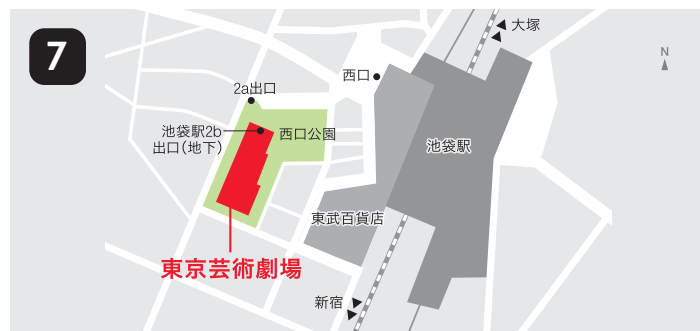 7
大塚
N
西口
2a出口
池袋駅2b
出口(地下)
西口公園
池袋駅
東武百貨店
東京芸術劇場
新宿